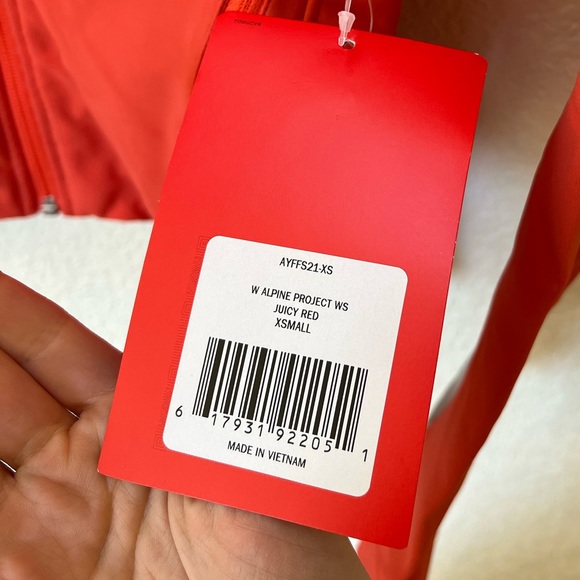 AYFFS21-XS
W ALPINE PROJECT WS
JUICY RED
XSMALL
6 17931 92205 1
MADE IN VIETNAM